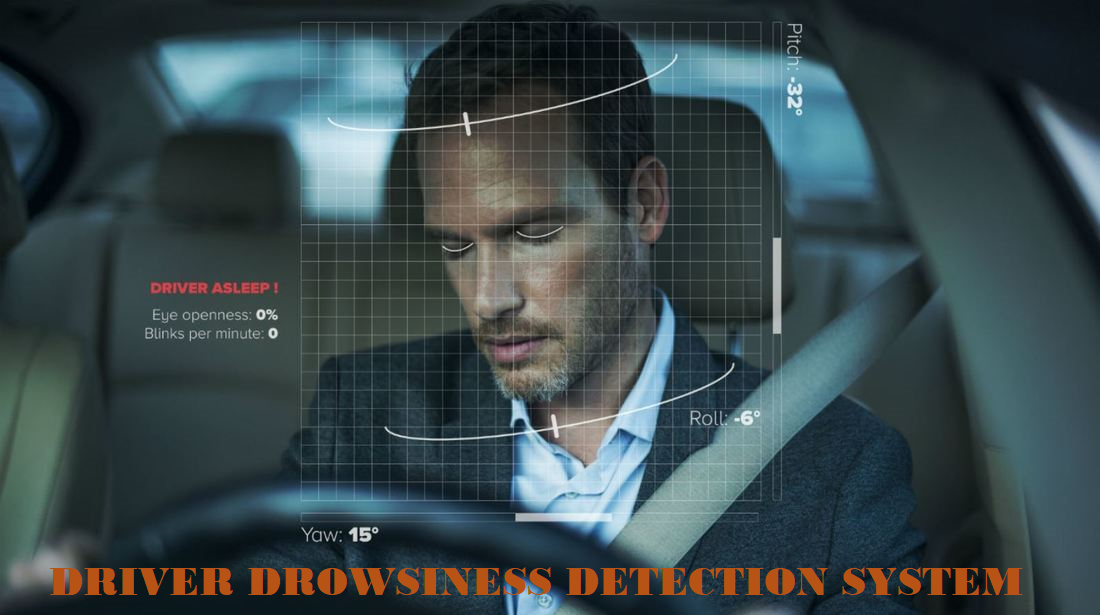 Pitch: -32°
DRIVER ASLEEP !
Eye openness: 0%
Blinks per minute: 0
Roll: -6°
Yaw: 15°
DRIVER DROWSINESS DETECTION SYSTEM